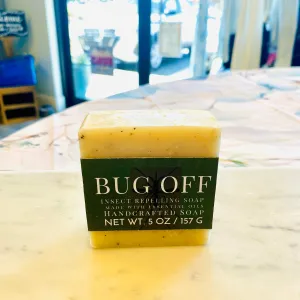 BUG OFF
INSECT REPELLING SOAP
MADE WITH ESSENTIAL OILS
HANDCRAFTED SOAP
NET WT. 5 OZ / 157 G